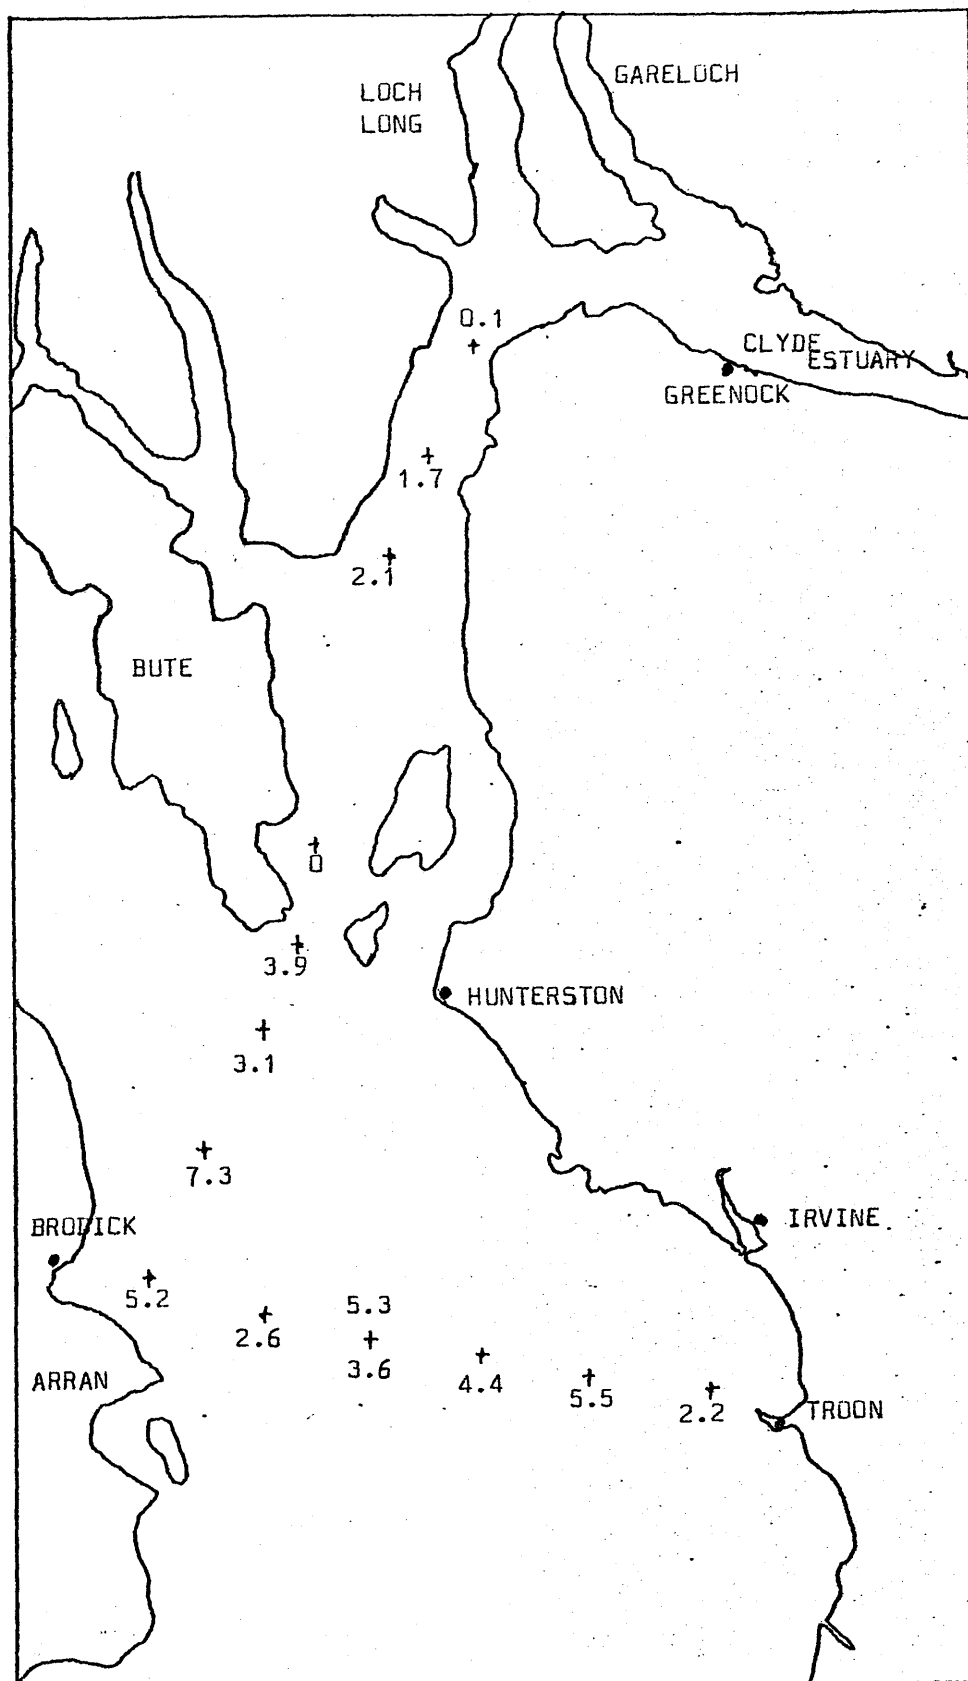 GARELOCH
LOCH
LONG
0.1
CLYDE
ESTUARY
GREENOCK
1.7
2.1
BUTE
0
3.9
HUNTERSTON
3.1
7.3
IRVINE
BRODICK
5.2
5.3
2.6
3.6
4.4
5.5
2.2
ARRAN
TROON